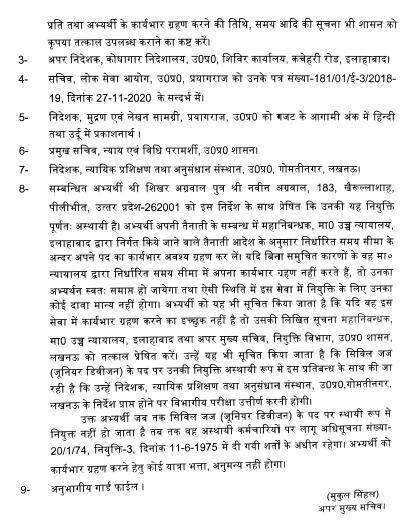 प्रति तथा अभ्यर्थी के कार्यभार ग्रहण करने की तिथि, समय आदि की सूचना भी शासन को
कृपया तत्काल उपलब्ध कराने का कष्ट करें।
3- अपर निदेशक, कोषागार निदेशालय, उ0प्र0, शिविर कार्यालय, कचेहरी रोड, इलाहाबाद।
4- सचिव, लोक सेवा आयोग, उ0प्र0, प्रयागराज को उनके पत्र संख्या-181/01/ई-3/2018-
19, दिनांक 27-11-2020 के सन्दर्भ में।
5- निदेशक, मुद्रण एवं लेखन सामग्री, प्रयागराज, उ0प्र0 को गजट के आगामी अंक में हिन्दी
तथा उर्दू में प्रकाशनार्थ ।
6- प्रमुख सचिव, न्याय एवं विधि परामर्शी, उ0प्र0 शासन।
7- निदेशक, न्यायिक प्रशिक्षण तथा अनुसंधान संस्थान, उ0प्र0, गोमतीनगर, लखनऊ।
8- सम्बन्धित अभ्यर्थी श्री शिखर अग्रवाल पुत्र श्री नवीन अग्रवाल, 183, खैरूल्लाशाह,
पीलीभीत, उत्तर प्रदेश-262001 को इस निर्देश के साथ प्रेषित कि उनकी यह नियुक्ति
पूर्णतः अस्थायी है। अभ्यर्थी अपनी तैनाती के सम्बन्ध में महानिबन्धक, मा0 उच्च न्यायालय,
इलाहाबाद द्वारा निर्गत किये जाने वाले तैनाती आदेश के अनुसार निर्धारित समय सीमा के
अन्दर अपने पद का कार्यभार अवश्य ग्रहण कर लें। यदि बिना समुचित कारणों के वह मा०
न्यायालय द्वारा निर्धारित समय सीमा में अपना कार्यभार ग्रहण नहीं करते हैं, तो उनका
अभ्यर्थन स्वतः समाप्त हो जायेगा तथा ऐसी स्थिति में इस सेवा में नियुक्ति के लिए उनका
कोई दावा मान्य नहीं होगा। अभ्यर्थी को यह भी सूचित किया जाता है कि यदि वह इस
सेवा में कार्यभार ग्रहण करने का इच्छुक नहीं है तो उसकी लिखित सूचना महानिबन्धक,
मा0 उच्च न्यायालय, इलाहाबाद तथा अपर मुख्य सचिव, नियुक्ति विभाग, उ0प्र0 शासन,
लखनऊ को तत्काल प्रेषित करें। उन्हें यह भी सूचित किया जाता है कि सिविल जज
(जूनियर डिवीजन) के पद पर उनकी नियुक्ति अस्थायी रूप मे इस प्रतिबन्ध के साथ की जा
रही है कि उन्हें निदेशक, न्यायिक प्रशिक्षण तथा अनुसंधान संस्थान, उ0प्र0,गोमतीनगर,
लखनऊ के निर्देश प्राप्त होने पर विभागीय परीक्षा उत्तीर्ण करनी होगी।
उक्त अभ्यर्थी जब तक सिविल जज (जूनियर डिवीजन) के पद पर स्थायी रूप से
नियुक्त नहीं हो जाता है तब तक वह अस्थायी कर्मचारियों पर लागू अधिसूचना संख्या-
20/1/74, नियुक्ति-3, दिनांक 11-6-1975 में दी गयी शर्तों के अधीन रहेगा। अभ्यर्थी को
कार्यभार ग्रहण करने हेतु कोई यात्रा भत्ता, अनुमन्य नहीं होगा।
9- अनुभागीय गार्ड फाईल ।
(मुकुल सिंहल)
अपर मुख्य सचिव।